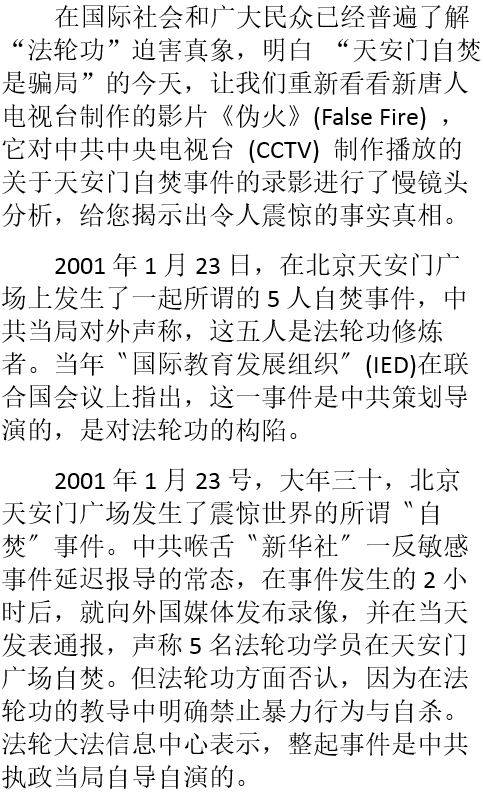 在国际社会和广大民众已经普遍了解
“法轮功”迫害真象，明白 “天安门自焚
是骗局”的今天，让我们重新看看新唐人
电视台制作的影片《伪火》(False Fire) ，
它对中共中央电视台 (CCTV) 制作播放的
关于天安门自焚事件的录影进行了慢镜头
分析，给您揭示出令人震惊的事实真相。
2001 年 1 月 23 日，在北京天安门广
场上发生了一起所谓的 5 人自焚事件，中
共当局对外声称，这五人是法轮功修炼
者。当年〝国际教育发展组织〞(IED)在联
合国会议上指出，这一事件是中共策划导
演的，是对法轮功的构陷。
2001 年 1 月 23 号，大年三十，北京
天安门广场发生了震惊世界的所谓〝自
焚〞事件。中共喉舌〝新华社〞一反敏感
事件延迟报导的常态，在事件发生的 2 小
时后，就向外国媒体发布录像，并在当天
发表通报，声称 5 名法轮功学员在天安门
广场自焚。但法轮功方面否认，因为在法
轮功的教导中明确禁止暴力行为与自杀。
法轮大法信息中心表示，整起事件是中共
执政当局自导自演的。